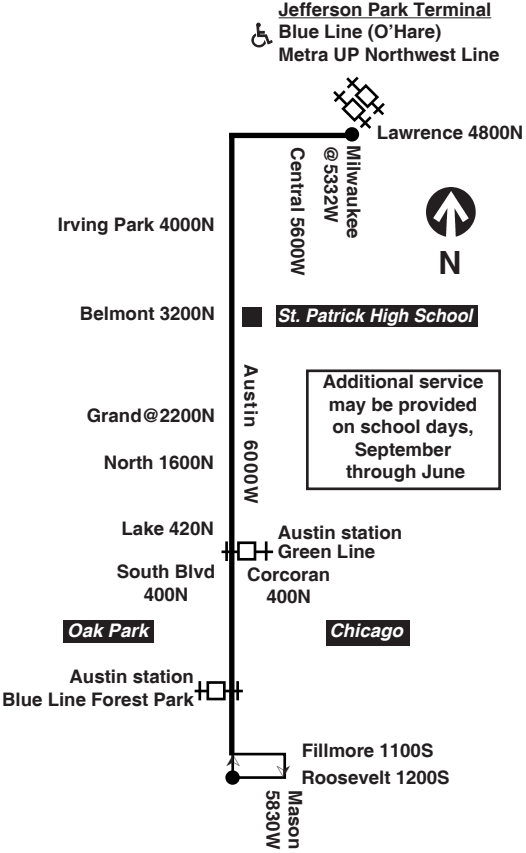 Jefferson Park Terminal
Blue Line (O’Hare)
Metra UP Northwest Line
Lawrence 4800N
Milwaukee
@ 5332W
Central 5600W
Irving Park 4000N
N
Belmont 3200N
St. Patrick High School
Austin 6000W
Additional service
may be provided
on school days,
September
through June
Grand@2200N
North 1600N
Lake 420N
Austin station
Green Line
South Blvd
400N
Corcoran
400N
Oak Park
Chicago
Austin station
Blue Line Forest Park
Fillmore 1100S
Roosevelt 1200S
Mason
5830W